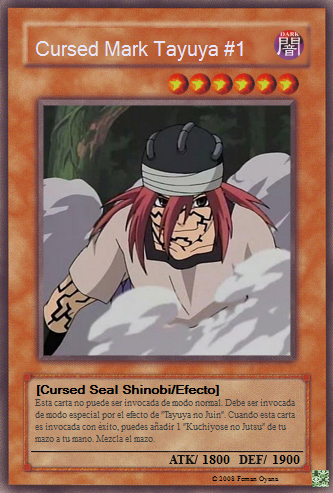 Cursed Mark Tayuya #1
DARK
闇
[Cursed Seal Shinobi/Efecto]
Esta carta no puede ser invocada de modo normal. Debe ser invocada
de modo especial por el efecto de "Tayuya no Juin". Cuando esta carta
es invocada con éxito, puedes añadir 1 "Kuchiyose no Jutsu" de tu
mazo a tu mano. Mezcla el mazo.
ATK/ 1800 DEF/ 1900
©2008 Fernan Oyana